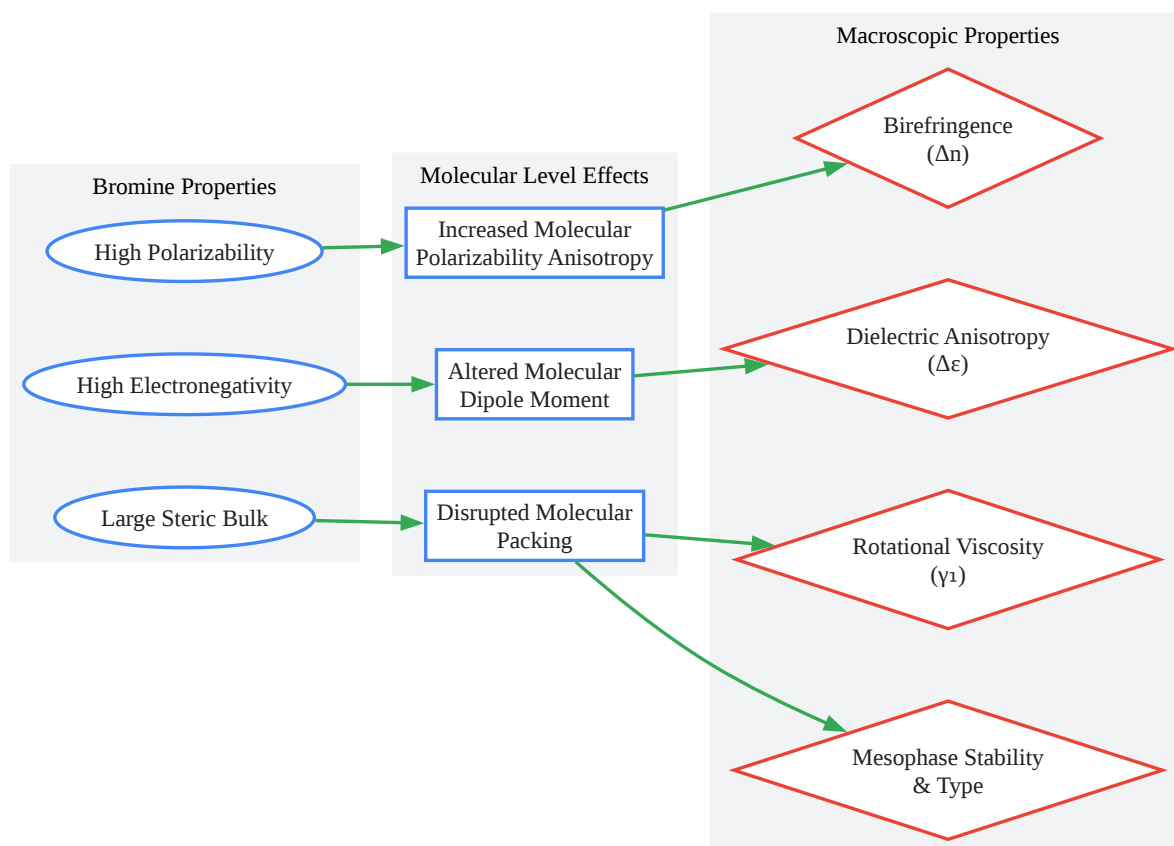 Bromine Properties
High Polarizability
High Electronegativity
Large Steric Bulk
Molecular Level Effects
Increased Molecular
Polarizability Anisotropy
Altered Molecular
Dipole Moment
Disrupted Molecular
Packing
Macroscopic Properties
Birefringence
(Δn)
Dielectric Anisotropy
(Δε)
Rotational Viscosity
(γ₁)
Mesophase Stability
& Type